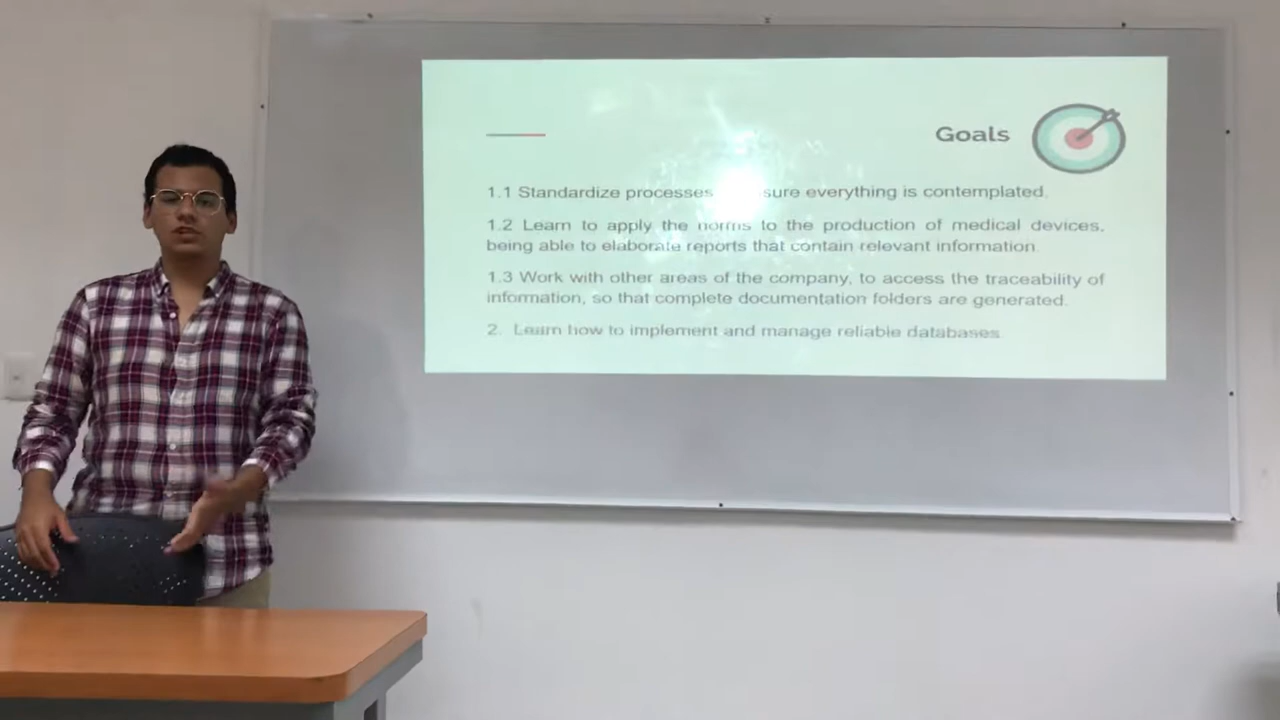 Goals
1.1 Standardize processes sure everything is contemplated.
1.2 Learn to apply the norms to the production of medical devices,
being able to elaborate reports that contain relevant information.
1.3 Work with other areas of the company, to access the traceability of
information, so that complete documentation folders are generated.
2. Learn how to implement and manage reliable databases.